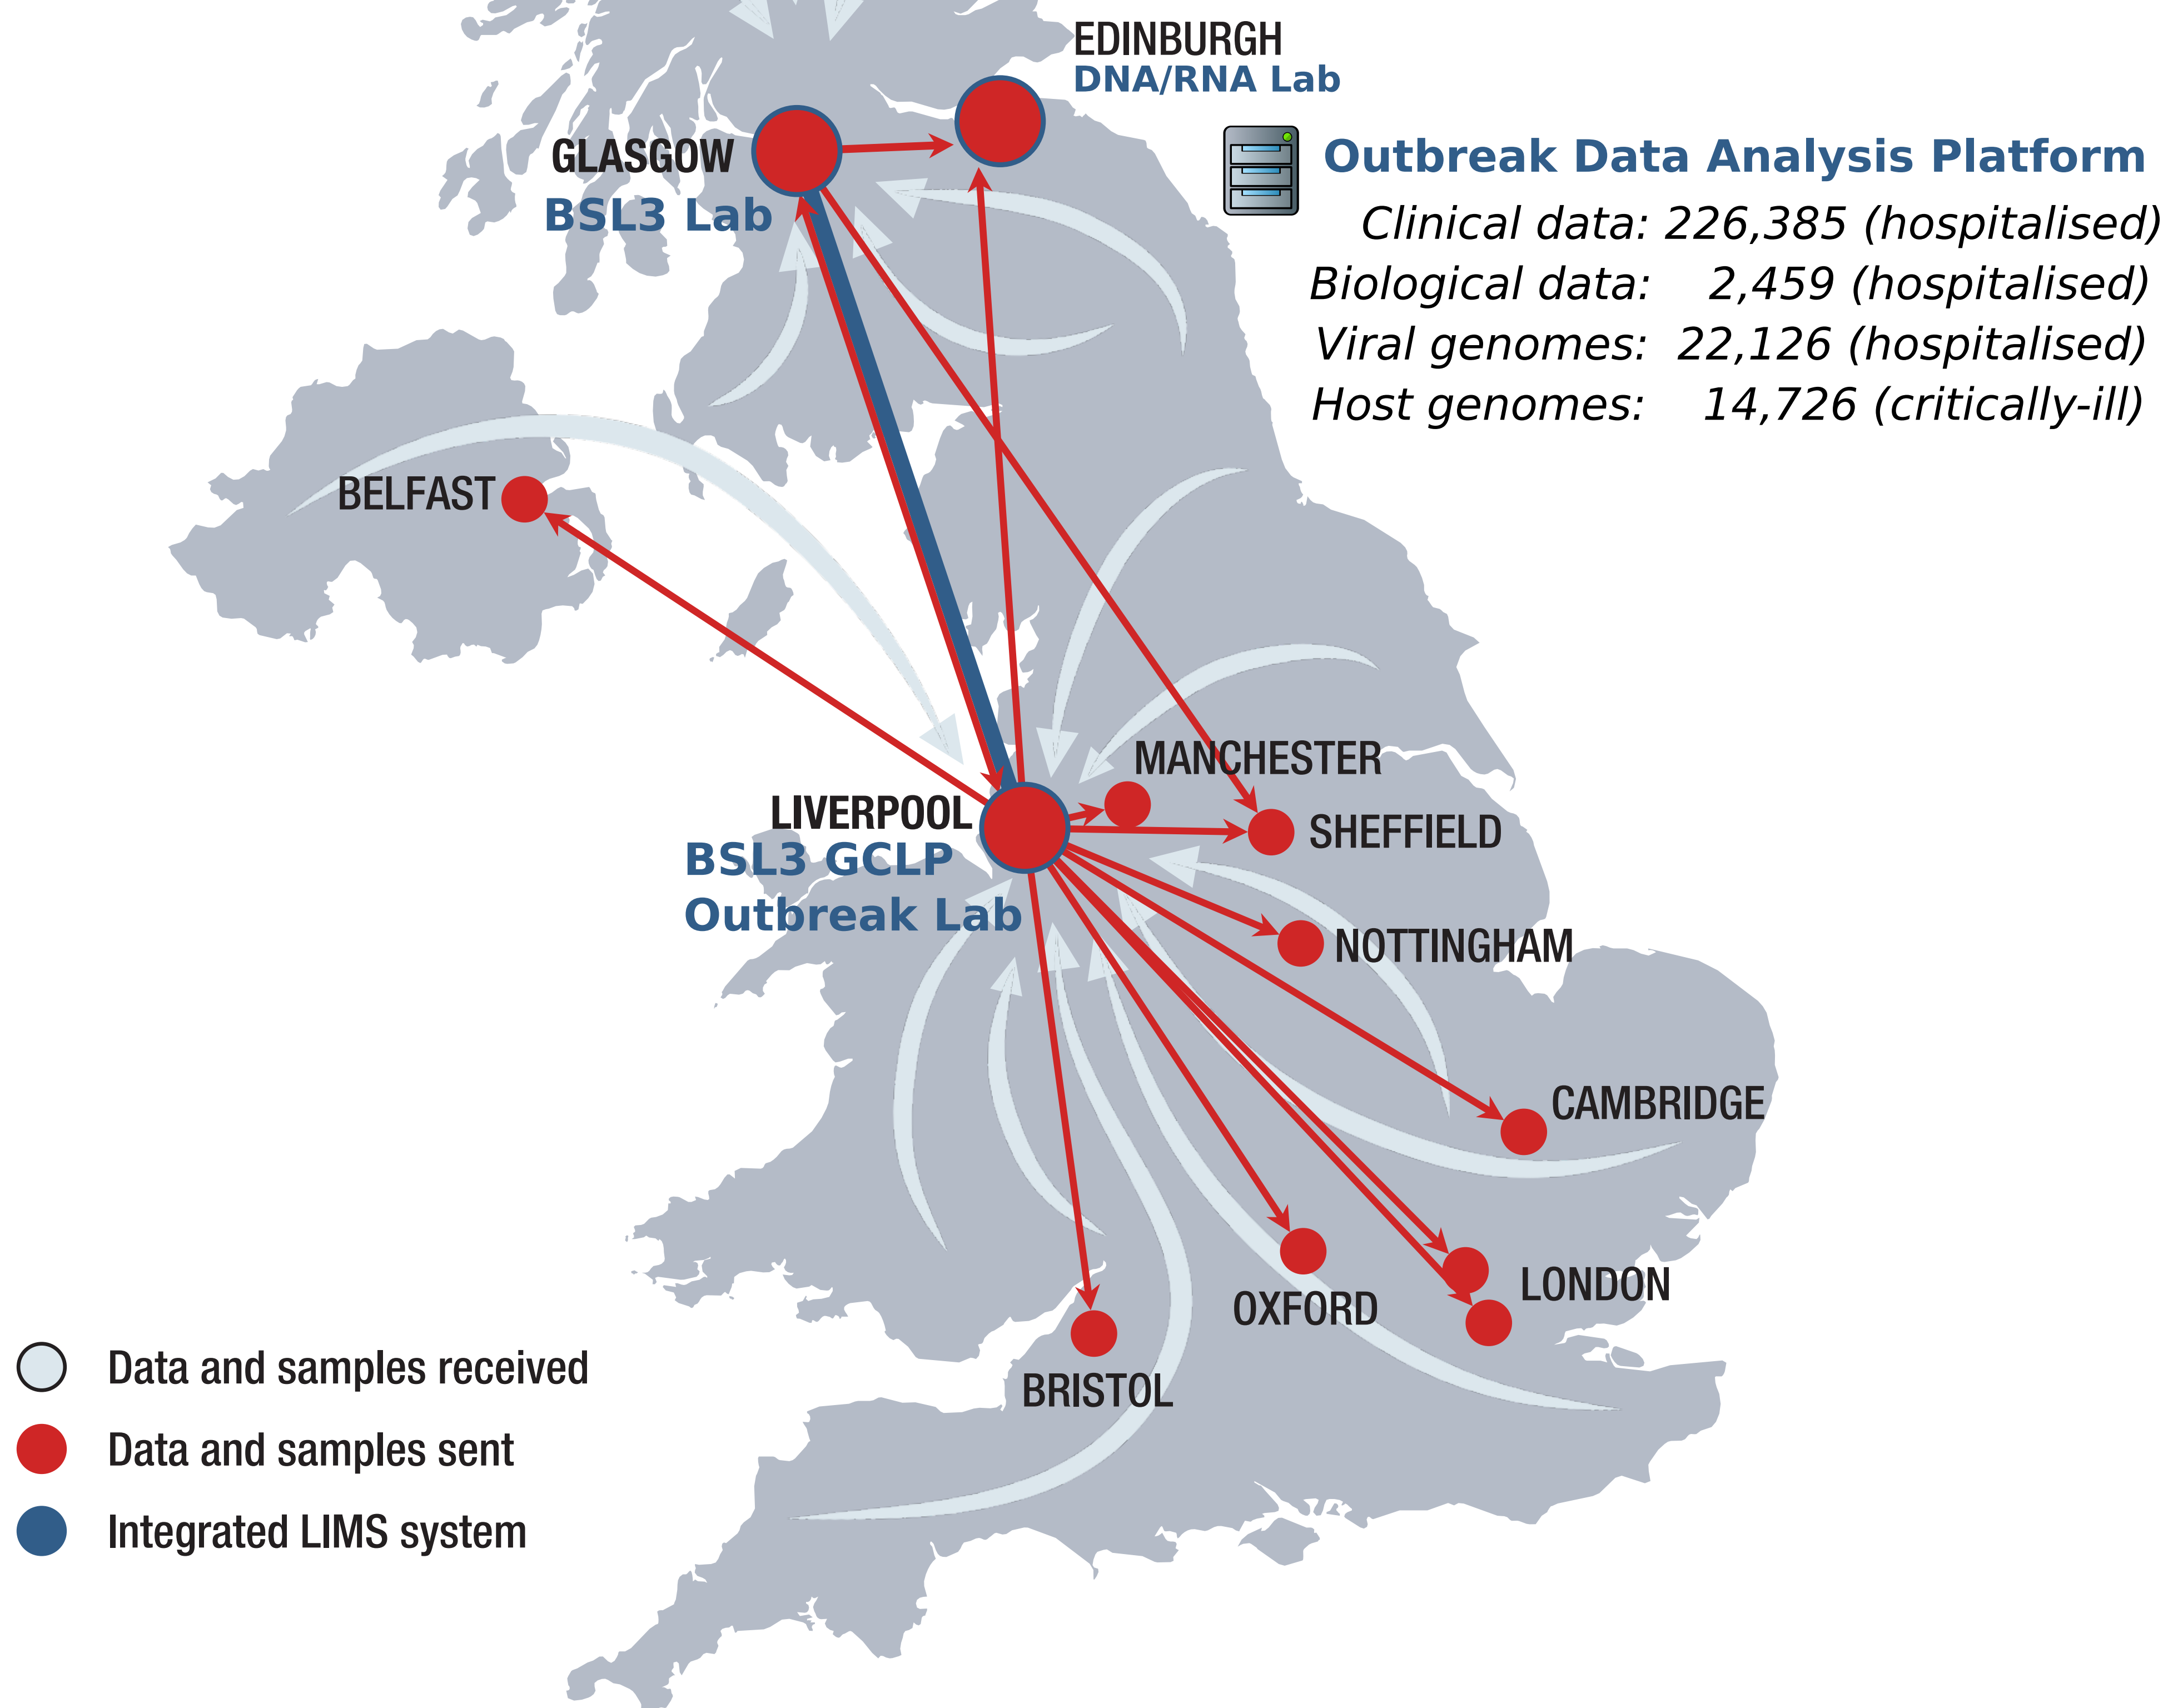 EDINBURGH
DNA/RNA Lab
GLASGOW
BSL3 Lab
Outbreak Data Analysis Platform
Clinical data: 226,385 (hospitalised)
Biological data: 2,459 (hospitalised)
Viral genomes: 22,126 (hospitalised)
Host genomes: 14,726 (critically-ill)
BELFAST
MANCHESTER
LIVERPOOL
BSL3 GCLP
Outbreak Lab
SHEFFIELD
NOTTINGHAM
CAMBRIDGE
LONDON
OXFORD
BRISTOL
Data and samples received
Data and samples sent
Integrated LIMS system